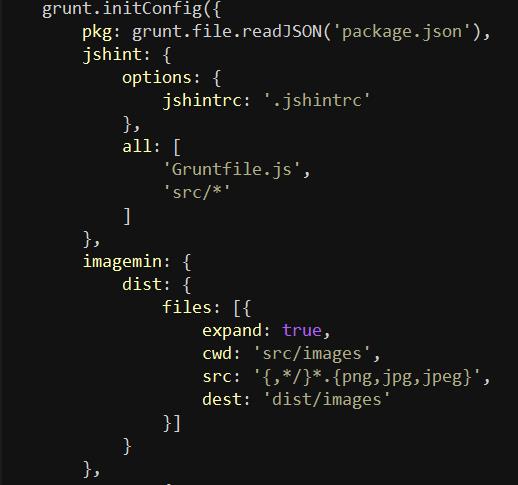 grunt.initConfig({
    pkg: grunt.file.readJSON('package.json'),
    jshint: {
        options: {
            jshintrc: '.jshintrc'
        },
        all: [
            'Gruntfile.js',
            'src/*'
        ]
    },
    imagemin: {
        dist: {
            files: [{
                expand: true,
                cwd: 'src/images',
                src: '{,*/}*.{png,jpg,jpeg}',
                dest: 'dist/images'
            }]
        }
    },